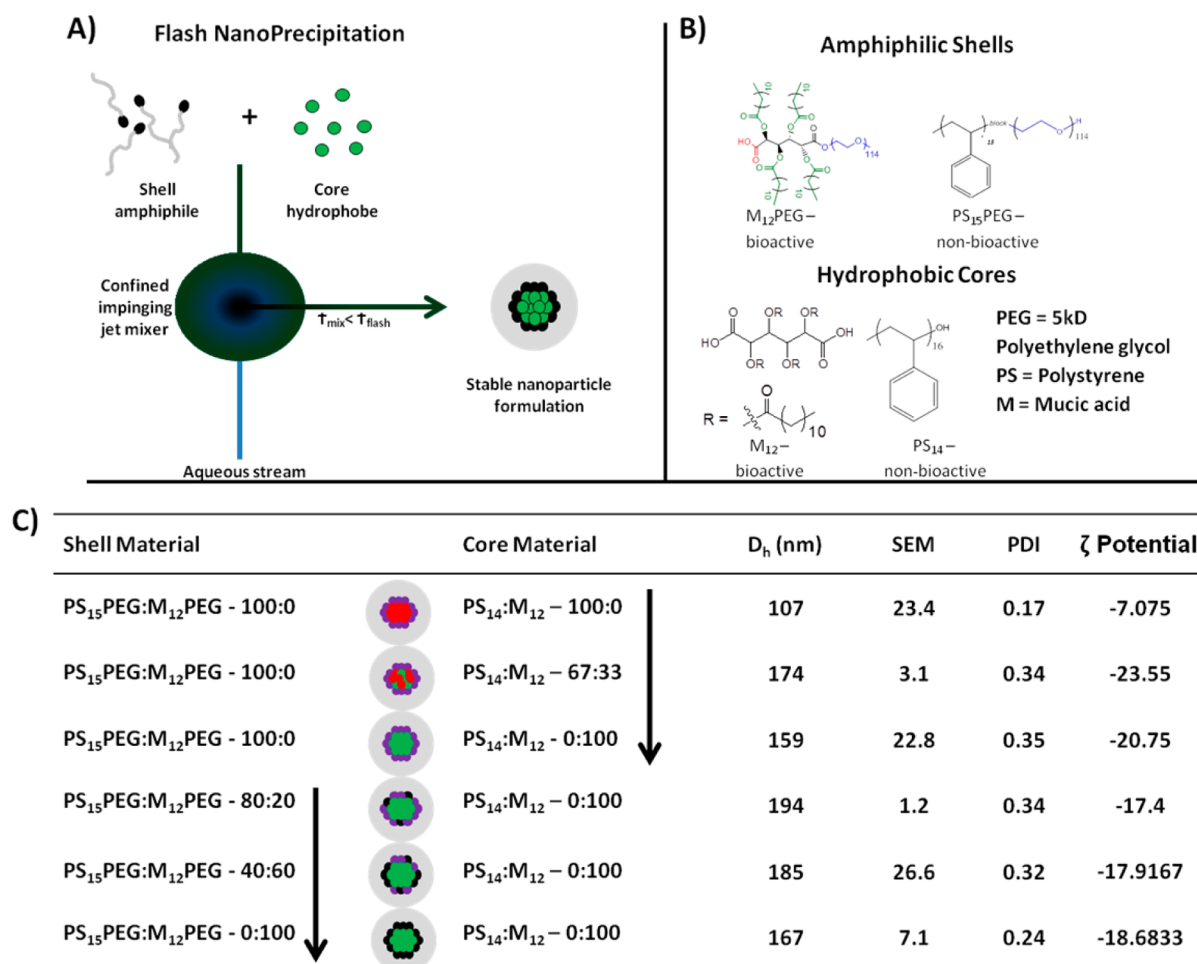 A)
Flash NanoPrecipitation
+
Shell
amphiphile
Core
hydrophobe
Confined
impinging
jet mixer
τmix< τflash
Stable nanoparticle
formulation
Aqueous stream
B)
Amphiphilic Shells
M₁₂PEG –
bioactive
PS₁₅PEG –
non-bioactive
Hydrophobic Cores
M₁₂ –
bioactive
PS₁₄ –
non-bioactive
PEG = 5kD
Polyethylene glycol
PS = Polystyrene
M = Mucic acid
C)
Shell Material Core Material Dh (nm) SEM PDI ζ Potential
PS₁₅PEG:M₁₂PEG - 100:0 PS₁₄:M₁₂ – 100:0 107 23.4 0.17 -7.075
PS₁₅PEG:M₁₂PEG - 100:0 PS₁₄:M₁₂ – 67:33 174 3.1 0.34 -23.55
PS₁₅PEG:M₁₂PEG - 100:0 PS₁₄:M₁₂ - 0:100 159 22.8 0.35 -20.75
PS₁₅PEG:M₁₂PEG - 80:20 PS₁₄:M₁₂ – 0:100 194 1.2 0.34 -17.4
PS₁₅PEG:M₁₂PEG - 40:60 PS₁₄:M₁₂ – 0:100 185 26.6 0.32 -17.9167
PS₁₅PEG:M₁₂PEG - 0:100 PS₁₄:M₁₂ – 0:100 167 7.1 0.24 -18.6833